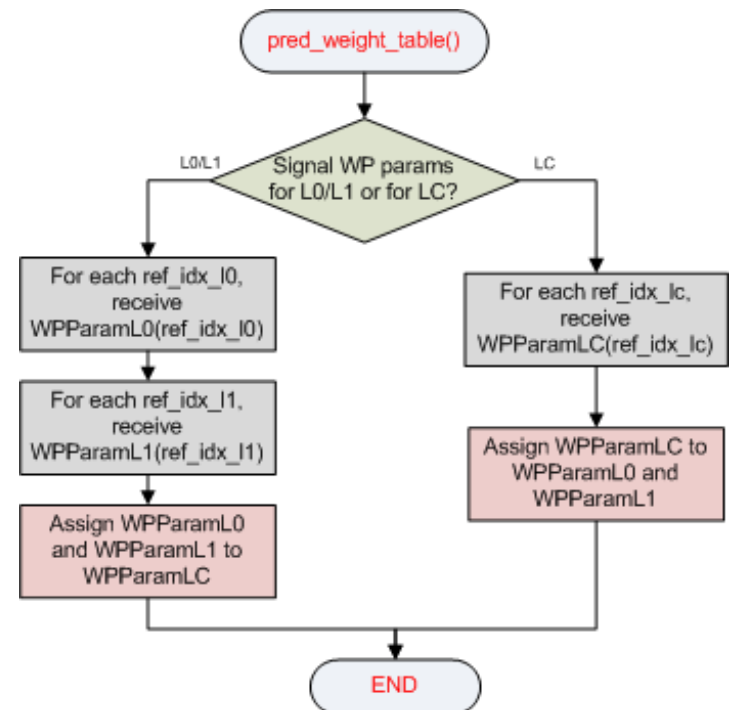 pred_weight_table()
L0/L1
Signal WP params
for L0/L1 or for LC?
LC
For each ref_idx_l0,
receive
WPParamL0(ref_idx_l0)
For each ref_idx_l1,
receive
WPParamL1(ref_idx_l1)
Assign WPParamL0
and WPParamL1 to
WPParamLC
For each ref_idx_lc,
receive
WPParamLC(ref_idx_lc)
Assign WPParamLC to
WPParamL0 and
WPParamL1
END